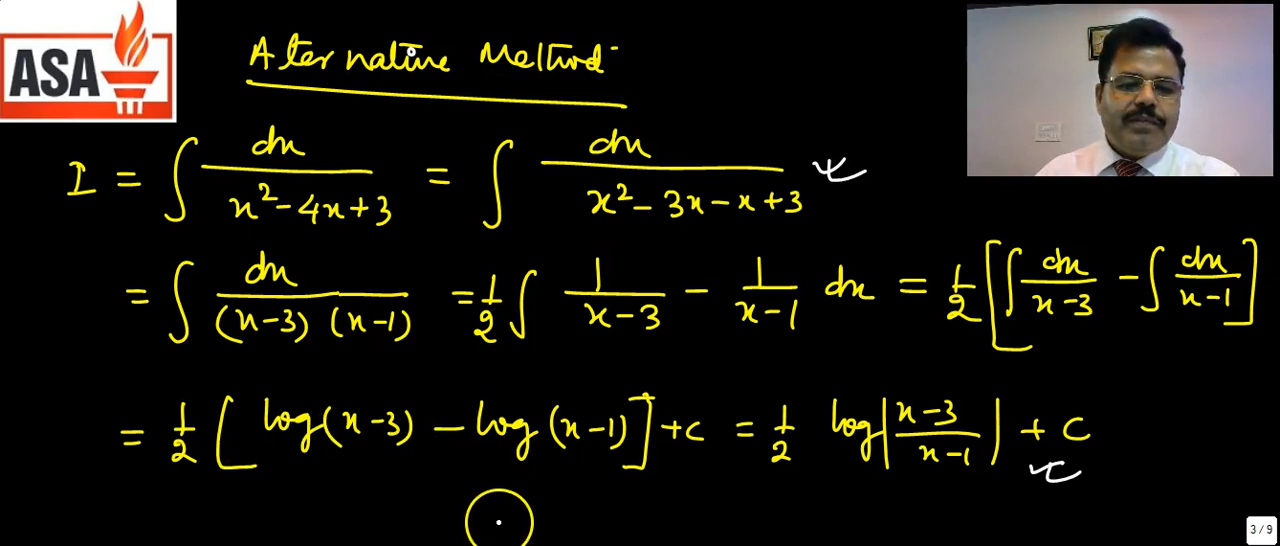 ASA
Alternative Method
I = ∫ dx / (x² - 4x + 3) = ∫ dx / (x² - 3x - x + 3)
= ∫ dx / ((x-3) (x-1)) = 1/2 ∫ 1/(x-3) - 1/(x-1) dx = 1/2 [∫ dx/(x-3) - ∫ dx/(x-1)]
= 1/2 [log(x-3) - log(x-1)] + c = 1/2 log|(x-3)/(x-1)| + c
3/9